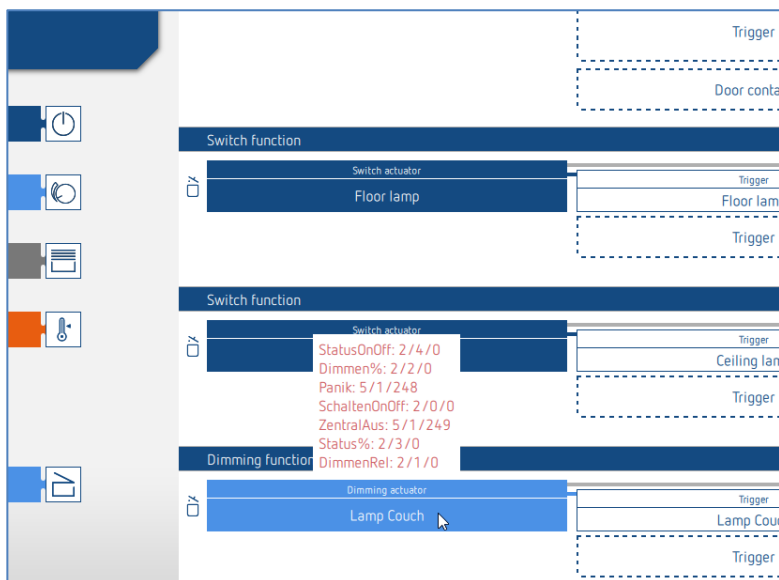 Trigger
Door conta
Switch function
Switch actuator
Floor lamp
Trigger
Floor lam
Trigger
Switch function
Switch actuator
Trigger
Ceiling lan
Trigger
StatusOnOff: 2/4/0
Dimmen%: 2/2/0
Panik: 5/1/248
SchaltenOnOff: 2/0/0
ZentralAus: 5/1/249
Status%: 2/3/0
DimmenRel: 2/1/0
Dimming function
Dimming actuator
Lamp Couch
Trigger
Lamp Cou
Trigger